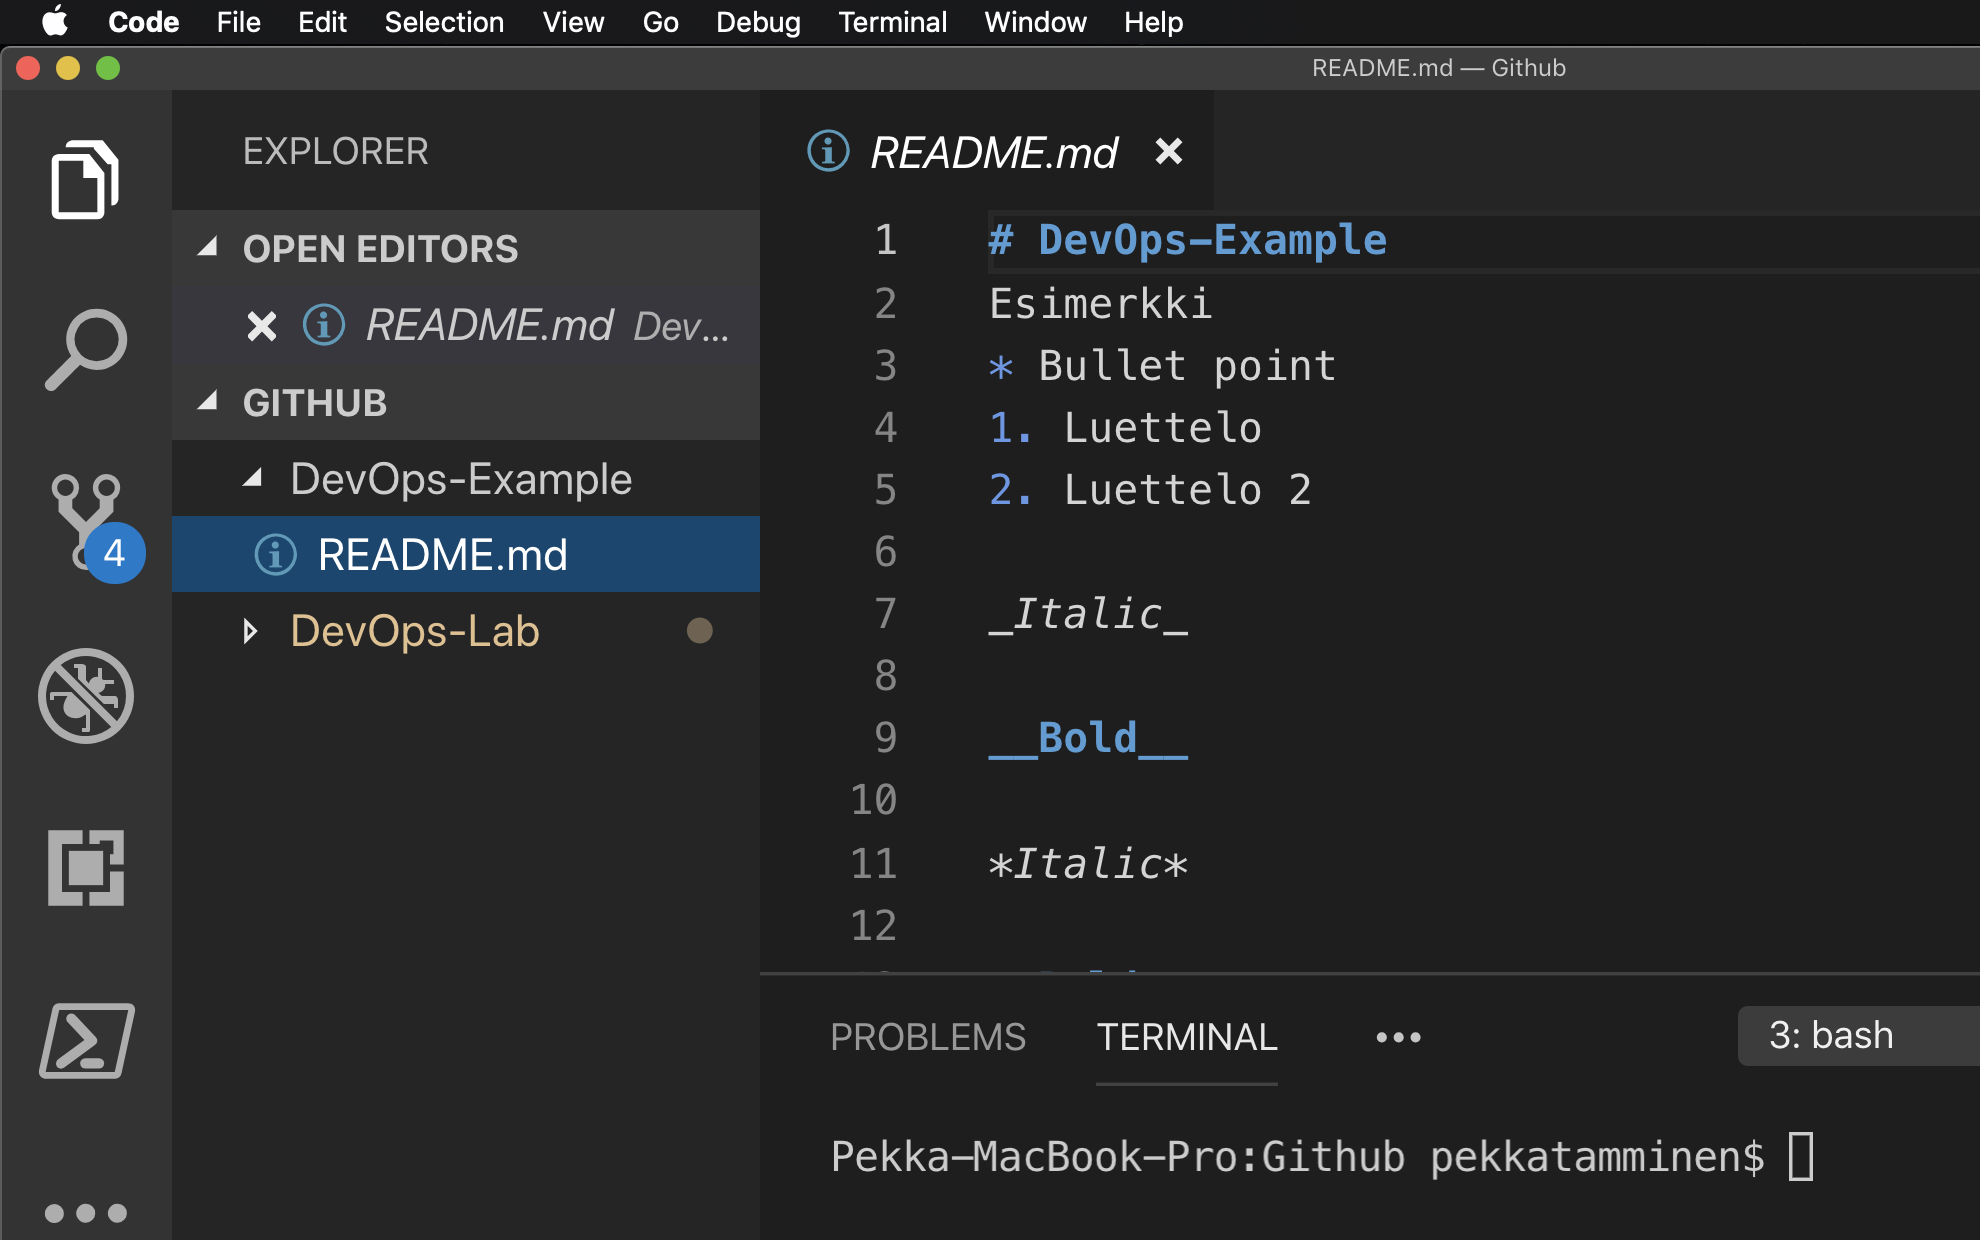 Code File Edit Selection View Go Debug Terminal Window Help
README.md — Github
EXPLORER
OPEN EDITORS
README.md Dev...
GITHUB
DevOps-Example
README.md
DevOps-Lab
4
README.md
1 # DevOps-Example
2 Esimerkki
3 * Bullet point
4 1. Luettelo
5 2. Luettelo 2
6
7 _Italic_
8
9 __Bold__
10
11 *Italic*
12
PROBLEMS TERMINAL ••• 3: bash
Pekka-MacBook-Pro:Github pekkatamminen$